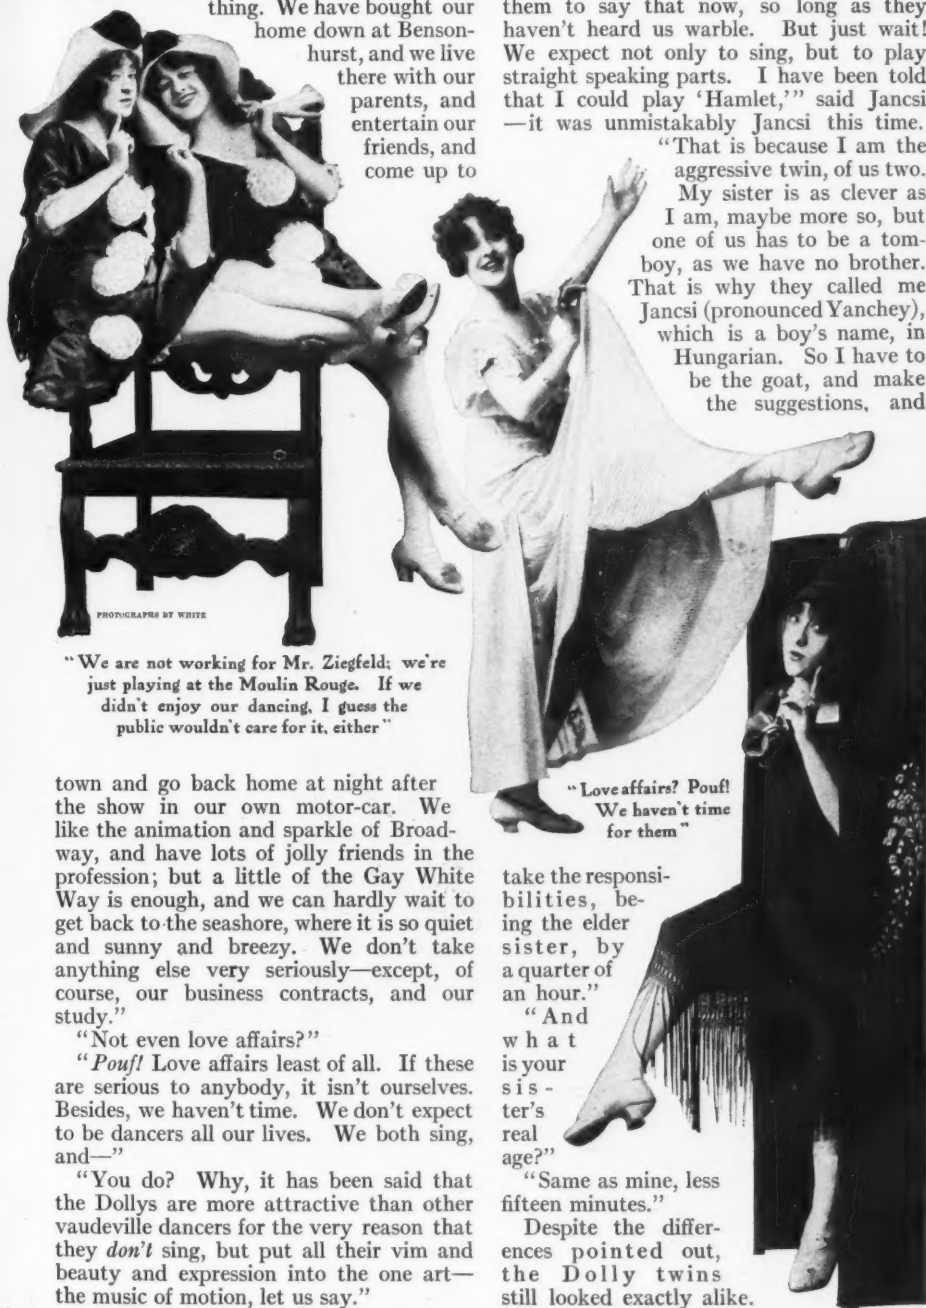 thing. We have bought our
home down at Benson-
hurst, and we live
there with our
parents, and
entertain our
friends, and
come up to
PHOTOGRAPHS BY WHITE
"We are not working for Mr. Ziegfeld; we're
just playing at the Moulin Rouge. If we
didn't enjoy our dancing, I guess the
public wouldn't care for it, either"
town and go back home at night after
the show in our own motor-car. We
like the animation and sparkle of Broad-
way, and have lots of jolly friends in the
profession; but a little of the Gay White
Way is enough, and we can hardly wait to
get back to the seashore, where it is so quiet
and sunny and breezy. We don't take
anything else very seriously—except, of
course, our business contracts, and our
study."
"Not even love affairs?"
"Pouf! Love affairs least of all. If these
are serious to anybody, it isn't ourselves.
Besides, we haven't time. We don't expect
to be dancers all our lives. We both sing,
and—"
"You do? Why, it has been said that
the Dollys are more attractive than other
vaudeville dancers for the very reason that
they don't sing, but put all their vim and
beauty and expression into the one art—
the music of motion, let us say."
them to say that now, so long as they
haven't heard us warble. But just wait!
We expect not only to sing, but to play
straight speaking parts. I have been told
that I could play 'Hamlet,'" said Jancsi
—it was unmistakably Jancsi this time.
"That is because I am the
aggressive twin, of us two.
My sister is as clever as
I am, maybe more so, but
one of us has to be a tom-
boy, as we have no brother.
That is why they called me
Jancsi (pronounced Yanchey),
which is a boy's name, in
Hungarian. So I have to
be the goat, and make
the suggestions, and
"Love affairs? Pouf!
We haven't time
for them"
take the responsi-
bilities, be-
ing the elder
sister, by
a quarter of
an hour."
"And
what
is your
sis-
ter's
real
age?"
"Same as mine, less
fifteen minutes."
Despite the differ-
ences pointed out,
the Dolly twins
still looked exactly alike.